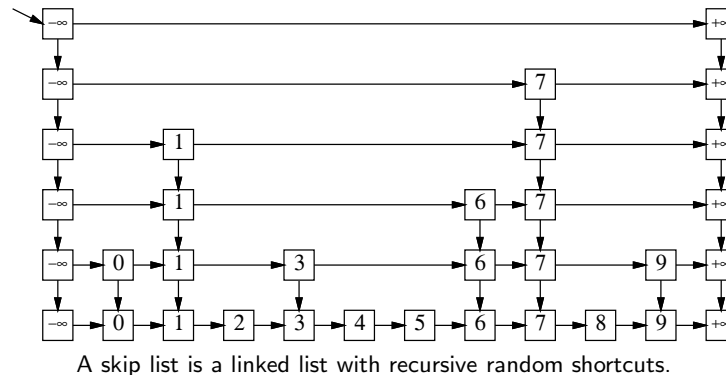 −∞ +∞
−∞ 7 +∞
−∞ 1 7 +∞
−∞ 1 6 7 +∞
−∞ 0 1 3 6 7 9 +∞
−∞ 0 1 2 3 4 5 6 7 8 9 +∞
A skip list is a linked list with recursive random shortcuts.